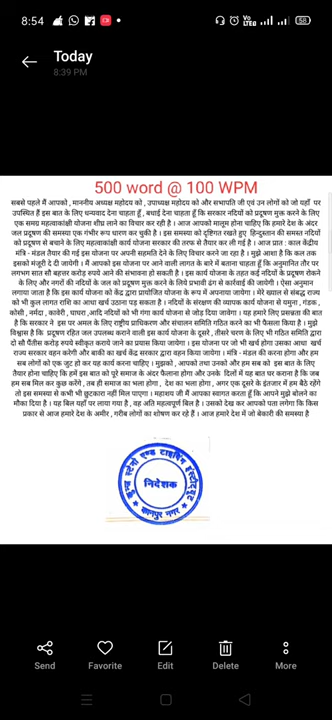 8:54
Vo LTE
58
Today
8:39 PM
500 word @ 100 WPM
सबसे पहले मैं आपको , माननीय अध्यक्ष महोदय को , उपाध्यक्ष महोदय को और सभापति जी एवं उन लोगों को जो यहाँ पर
उपस्थित हैं इस बात के लिए धन्यवाद देना चाहता हूँ , बधाई देना चाहता हूँ कि सरकार नदियों को प्रदूषण मुक्त करने के लिए
एक समग्र महत्वाकांक्षी योजना शीघ्र लाने का विचार कर रही है । आज आपको मालूम होना चाहिए कि हमारे देश के अंदर
जल प्रदूषण की समस्या एक गंभीर रूप धारण कर चुकी है । इस समस्या को दृष्टिगत रखते हुए हिन्दुस्तान की समस्त नदियों
को प्रदूषण से बचाने के लिए महत्वाकांक्षी कार्य योजना सरकार की तरफ से तैयार कर ली गई है । आज प्रात : काल केंद्रीय
मंत्रि - मंडल तैयार की गई इस योजना पर अपनी सहमति देने के लिए विचार करने जा रहा है । मुझे आशा है कि कल तक
इसको मंजूरी दे दी जायेगी । मैं आपको इस योजना पर आने वाली लागत के बारे में बताना चाहता हूँ कि अनुमानित तौर पर
लगभग सात सौ बहत्तर करोड़ रुपये आने की संभावना हो सकती है । इस कार्य योजना के तहत कई नदियों के प्रदूषण रोकने
के लिए और नगरों की नदियों के जल को प्रदूषण मुक्त करने के लिये प्रभावी ढंग से कार्रवाई की जायेगी । ऐसा अनुमान
लगाया जाता है कि इस कार्य योजना को केंद्र द्वारा प्रायोजित योजना के रूप में अपनाया जायेगा । मेरे ख्याल से संबद्ध राज्य
को भी कुल लागत राशि का आधा खर्च उठाना पड़ सकता है । नदियों के संरक्षण की व्यापक कार्य योजना से यमुना , गंडक ,
कोसी , नर्मदा , कावेरी , घाघरा ,आदि नदियों को भी गंगा कार्य योजना से जोड़ दिया जावेगा । यह हमारे लिए प्रसन्नता की बात
है कि सरकार ने इस पर अमल के लिए राष्ट्रीय प्राधिकरण और संचालन समिति गठित करने का भी फैसला किया है । मुझे
विश्वास है कि प्रदूषण रहित जल उपलब्ध कराने वाली इस कार्य योजना के दूसरे , तीसरे चरण के लिए भी गठित समिति द्वारा
दो सौ पैंतीस करोड़ रुपये स्वीकृत कराये जाने का प्रयास किया जायेगा । इस योजना पर जो भी खर्च होगा उसका आधा खर्च
राज्य सरकार वहन करेगी और बाकी का खर्च केंद्र सरकार द्वारा वहन किया जायेगा । मंत्रि - मंडल की करना होगा और हम
सब लोगों को एक जुट हो कर यह कार्य करना चाहिए । मुझको , आपको तथा उनको और हम सब को इस बात के लिए
तैयार होना चाहिए कि हमें इस बात को पूरे समाज के अंदर फैलाना होगा और उनके दिलों में यह बात घर कराना है कि जब
हम सब मिल कर कुछ करेंगे , तब ही समाज का भला होगा , देश का भला होगा , अगर एक दूसरे के इंतजार में हम बैठे रहेंगे
तो इस समस्या से कभी भी छुटकारा नहीं मिल पाएगा । महाशय जी मैं आपका स्वागत करता हूँ कि आपने मुझे बोलने का
मौका दिया है । यह बिल यहाँ पर लाया गया है , वह अति महत्वपूर्ण बिल है । उसको देख कर आपको पता लगेगा कि किस
प्रकार से आज हमारे देश के अमीर , गरीब लोगों का शोषण कर रहे हैं । आज हमारे देश में जो बेकारी की समस्या है
स्टेनो एण्ड टाइपिंग इंस्टीट्यूट
निदेशक
कानपुर नगर
Send
Favorite
Edit
Delete
More